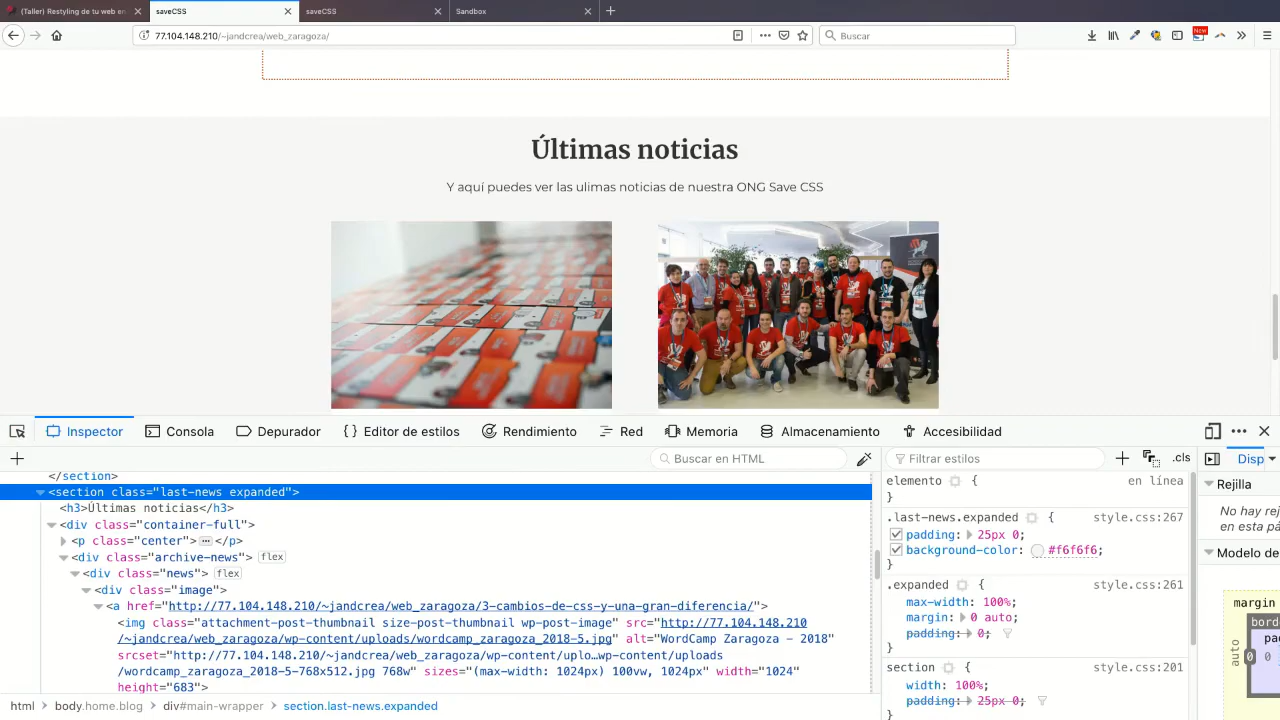 (Taller) Restyling de tu web en
saveCSS
saveCSS
Sandbox
77.104.148.210/~jandcrea/web_zaragoza/
Buscar
New
Últimas noticias
Y aquí puedes ver las ulimas noticias de nuestra ONG Save CSS
Inspector
Consola
Depurador
Editor de estilos
Rendimiento
Red
Memoria
Almacenamiento
Accesibilidad
Buscar en HTML
Filtrar estilos
.cls
Disp
</section>
<section class="last-news expanded">
<h3>Últimas noticias</h3>
<div class="container-full">
<p class="center"> ••• </p>
<div class="archive-news"> flex
<div class="news"> flex
<div class="image">
<a href="http://77.104.148.210/~jandcrea/web_zaragoza/3-cambios-de-css-y-una-gran-diferencia/">
<img class="attachment-post-thumbnail size-post-thumbnail wp-post-image" src="http://77.104.148.210
/~jandcrea/web_zaragoza/wp-content/uploads/wordcamp_zaragoza_2018-5.jpg" alt="WordCamp Zaragoza – 2018"
srcset="http://77.104.148.210/~jandcrea/web_zaragoza/wp-content/uplo…wp-content/uploads
/wordcamp_zaragoza_2018-5-768x512.jpg 768w" sizes="(max-width: 1024px) 100vw, 1024px" width="1024"
height="683">
html
body.home.blog
div#main-wrapper
section.last-news.expanded
elemento { en línea
}
.last-news.expanded { style.css:267
padding: 25px 0;
background-color: #f6f6f6;
}
.expanded { style.css:261
max-width: 100%;
margin: 0 auto;
padding: 0;
}
section { style.css:201
width: 100%;
padding: 25px 0;
}
Rejilla
No hay rej
en esta pá
Modelo de
margin
borde
pa
auto
0
0